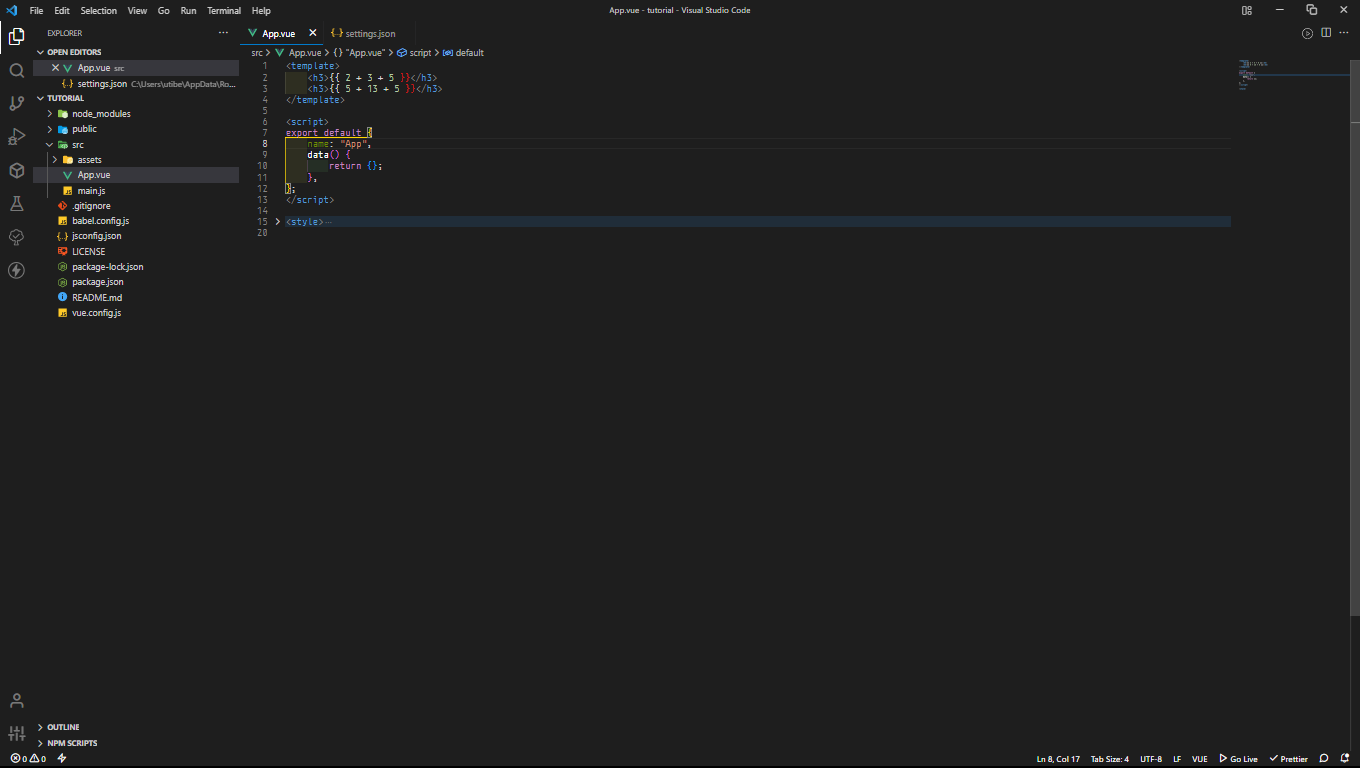 File Edit Selection View Go Run Terminal Help
App.vue - tutorial - Visual Studio Code
EXPLORER ···
OPEN EDITORS
App.vue src
settings.json C:\Users\utibe\AppData\Ro...
TUTORIAL
node_modules
public
src
assets
App.vue
main.js
.gitignore
babel.config.js
jsconfig.json
LICENSE
package-lock.json
package.json
README.md
vue.config.js
OUTLINE
NPM SCRIPTS
App.vue
settings.json
src > App.vue > {} "App.vue" > script > default
1 <template>
2 <h3>{{ 2 + 3 + 5 }}</h3>
3 <h3>{{ 5 + 13 + 5 }}</h3>
4 </template>
5
6 <script>
7 export default {
8 name: "App",
9 data() {
10 return {};
11 },
12 };
13 </script>
14
15 <style>···
20
0 0
Ln 8, Col 17 Tab Size: 4 UTF-8 LF VUE Go Live Prettier